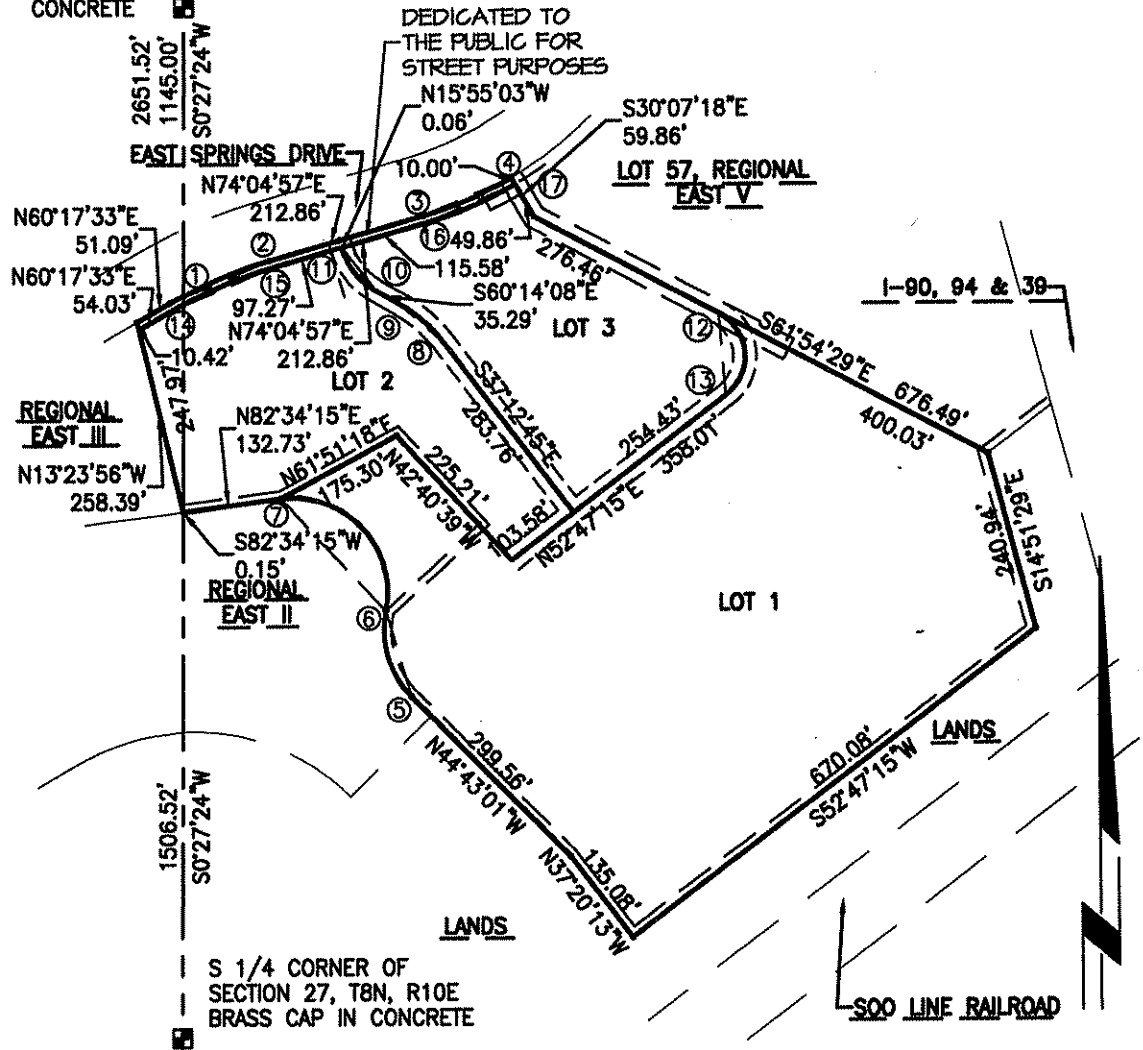 CONCRETE
2651.52'
1145.00'
S0°27'24"W
DEDICATED TO
THE PUBLIC FOR
STREET PURPOSES
N15°55'03"W
0.06'
S30°07'18"E
59.86'
EAST SPRINGS DRIVE
10.00'
4
17
LOT 57, REGIONAL
EAST V
N74°04'57"E
212.86'
3
N60°17'33"E
51.09'
2
16
49.86'
276.46'
1
11
10
115.58'
N60°17'33"E
54.03'
15
97.27'
S60°14'08"E
35.29'
I-90, 94 & 39
14
N74°04'57"E
212.86'
9
LOT 3
12
S61°54'29"E
10.42'
8
676.49'
LOT 2
13
400.03'
247.97'
REGIONAL
EAST III
N82°34'15"E
132.73'
S37°12'45"E
283.76'
254.43'
358.01'
N61°51'18"E
175.30'
225.21'
N42°40'39"W
N13°23'56"W
258.39'
7
03.58'
N52°47'15"E
S14°51'29"E
240.94'
S82°34'15"W
0.15'
REGIONAL
EAST II
6
LOT 1
5
299.56'
N44°43'01"W
670.08'
S52°47'15"W
LANDS
1506.52'
S0°27'24"W
135.08'
N37°20'13"W
LANDS
S 1/4 CORNER OF
SECTION 27, T8N, R10E
BRASS CAP IN CONCRETE
SOO LINE RAILROAD